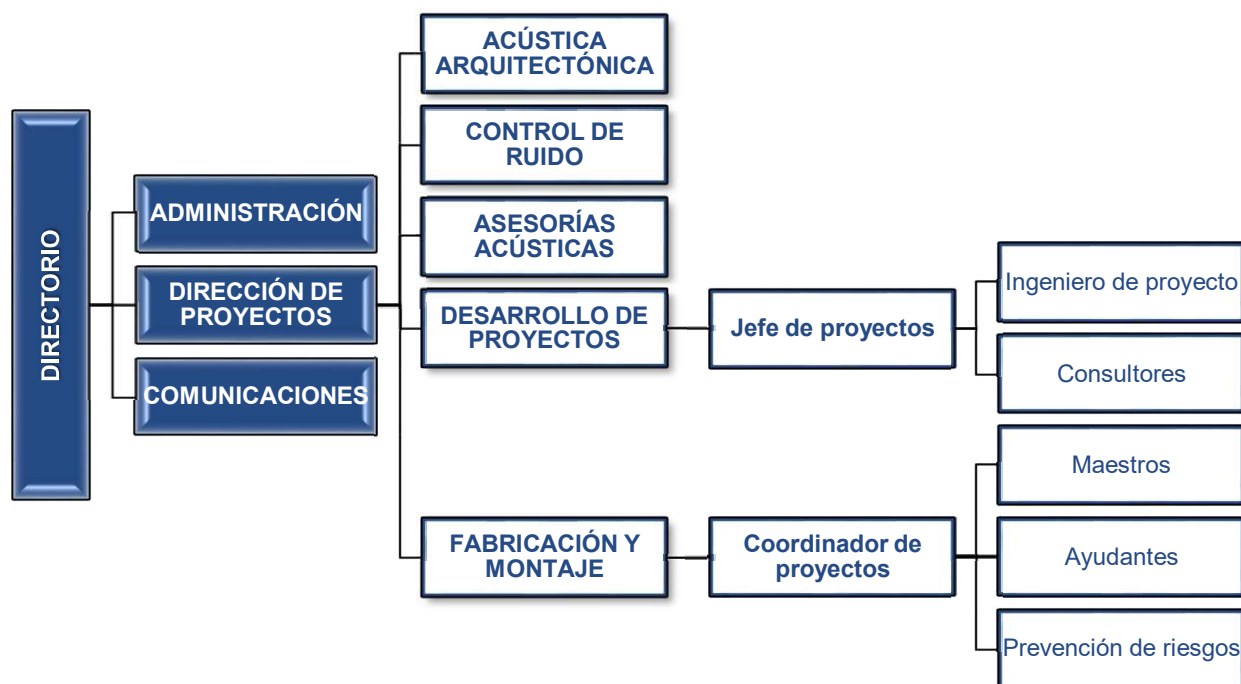 DIRECTORIO
ADMINISTRACIÓN
DIRECCIÓN DE
PROYECTOS
COMUNICACIONES
ACÚSTICA
ARQUITECTÓNICA
CONTROL DE
RUIDO
ASESORÍAS
ACÚSTICAS
DESARROLLO DE
PROYECTOS
Jefe de proyectos
Ingeniero de proyecto
Consultores
FABRICACIÓN Y
MONTAJE
Coordinador de
proyectos
Maestros
Ayudantes
Prevención de riesgos